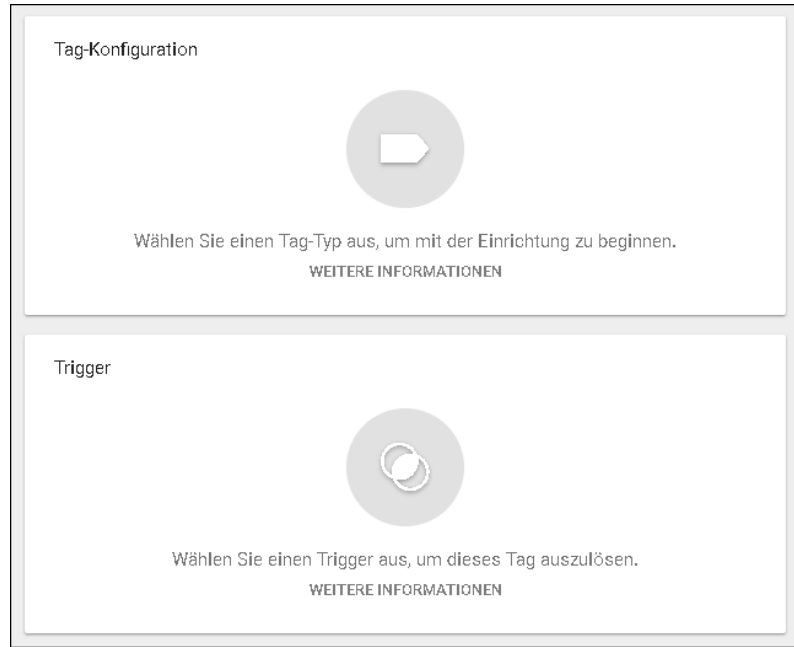 Tag-Konfiguration
Wählen Sie einen Tag-Typ aus, um mit der Einrichtung zu beginnen.
WEITERE INFORMATIONEN
Trigger
Wählen Sie einen Trigger aus, um dieses Tag auszulösen.
WEITERE INFORMATIONEN